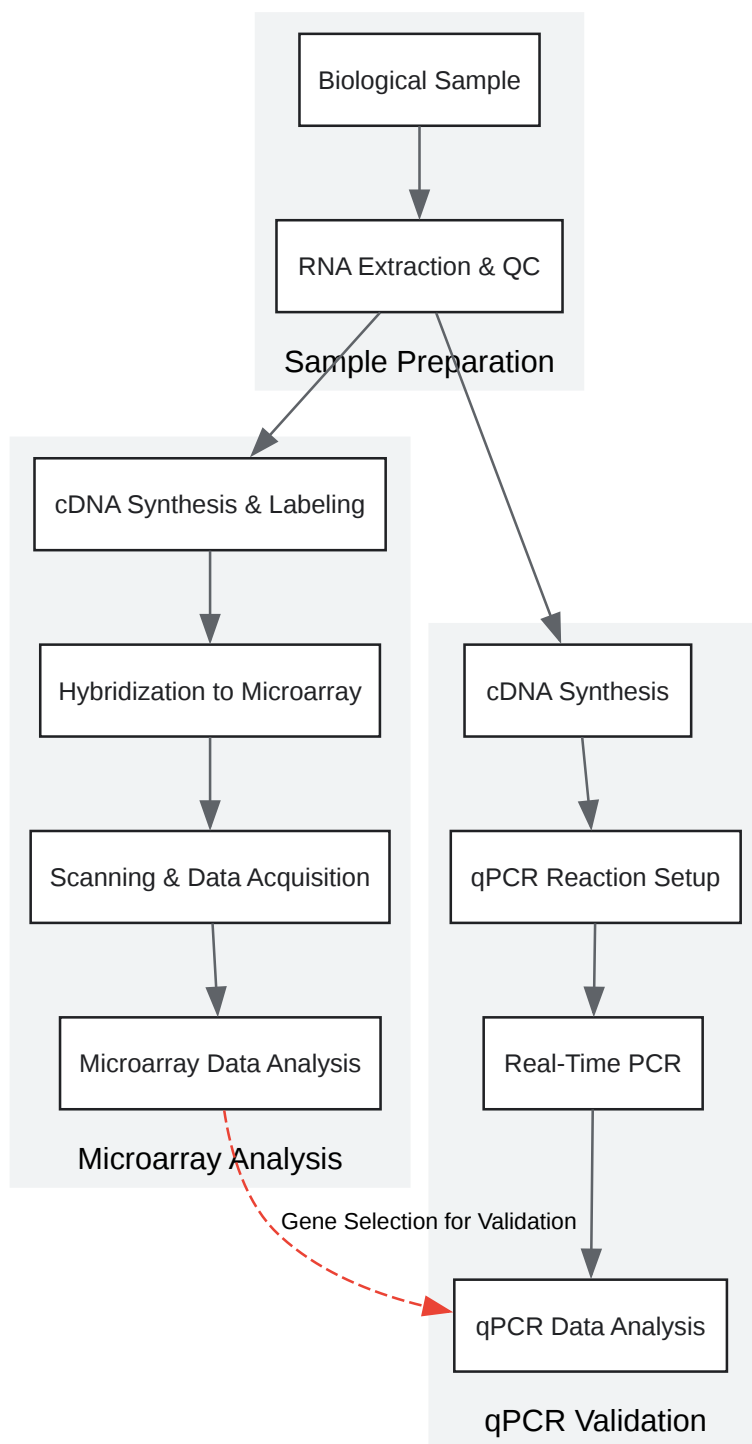 Biological Sample
RNA Extraction & QC
Sample Preparation
cDNA Synthesis & Labeling
Hybridization to Microarray
Scanning & Data Acquisition
Microarray Data Analysis
Microarray Analysis
cDNA Synthesis
qPCR Reaction Setup
Real-Time PCR
Gene Selection for Validation
qPCR Data Analysis
qPCR Validation